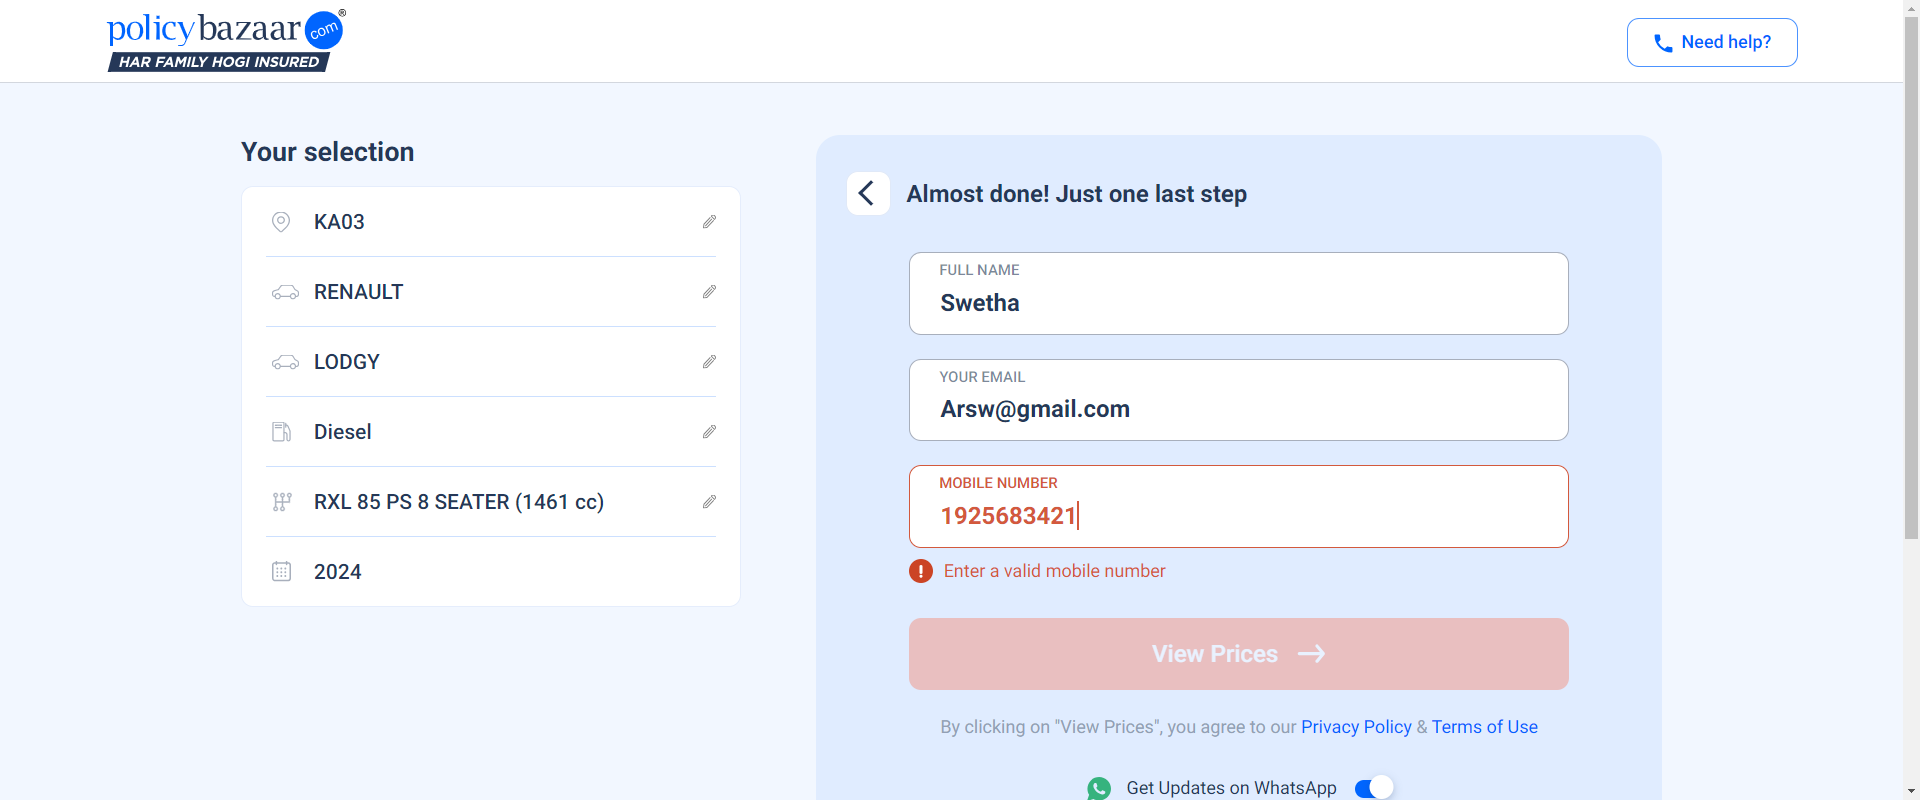 policybazaar.com®
HAR FAMILY HOGI INSURED
Need help?
Your selection
KA03
RENAULT
LODGY
Diesel
RXL 85 PS 8 SEATER (1461 cc)
2024
Almost done! Just one last step
FULL NAME
Swetha
YOUR EMAIL
Arsw@gmail.com
MOBILE NUMBER
1925683421
Enter a valid mobile number
View Prices
By clicking on "View Prices", you agree to our Privacy Policy & Terms of Use
Get Updates on WhatsApp